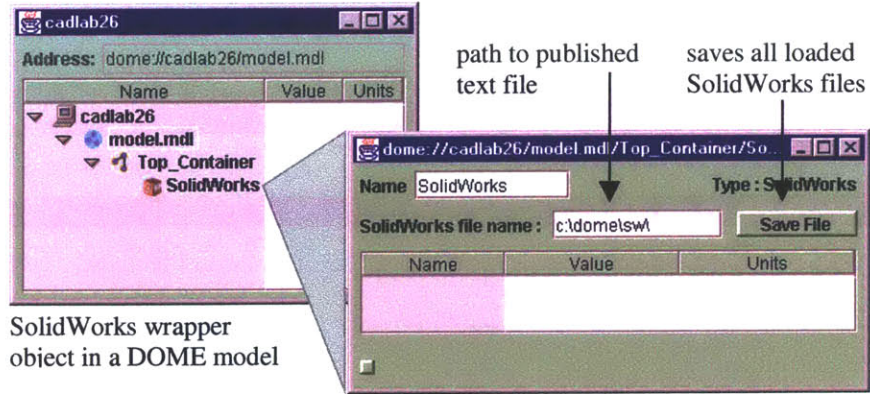 cadlab26
Address: dome://cadlab26/model.mdl
Name Value Units
cadlab26
model.mdl
Top_Container
SolidWorks
SolidWorks wrapper
object in a DOME model
path to published
text file
saves all loaded
SolidWorks files
dome://cadlab26/model.mdl/Top_Container/So...
Name SolidWorks Type : SolidWorks
SolidWorks file name : c:\dome\sw\ Save File
Name Value Units